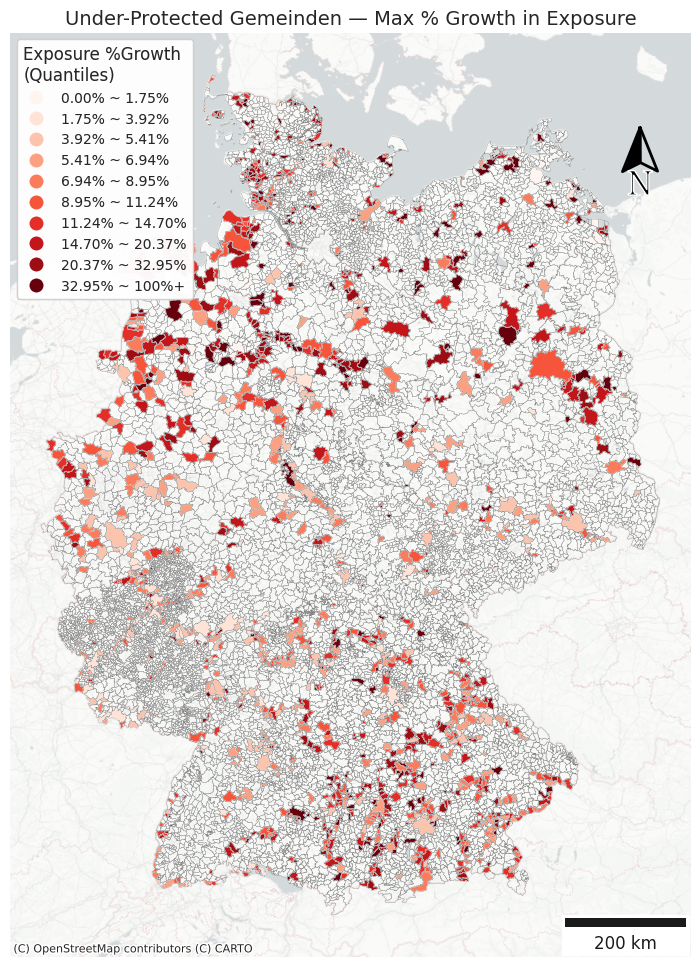 Under-Protected Gemeinden — Max % Growth in Exposure
Exposure %Growth
(Quantiles)
0.00% ~ 1.75%
1.75% ~ 3.92%
3.92% ~ 5.41%
5.41% ~ 6.94%
6.94% ~ 8.95%
8.95% ~ 11.24%
11.24% ~ 14.70%
14.70% ~ 20.37%
20.37% ~ 32.95%
32.95% ~ 100%+
N
200 km
(C) OpenStreetMap contributors (C) CARTO